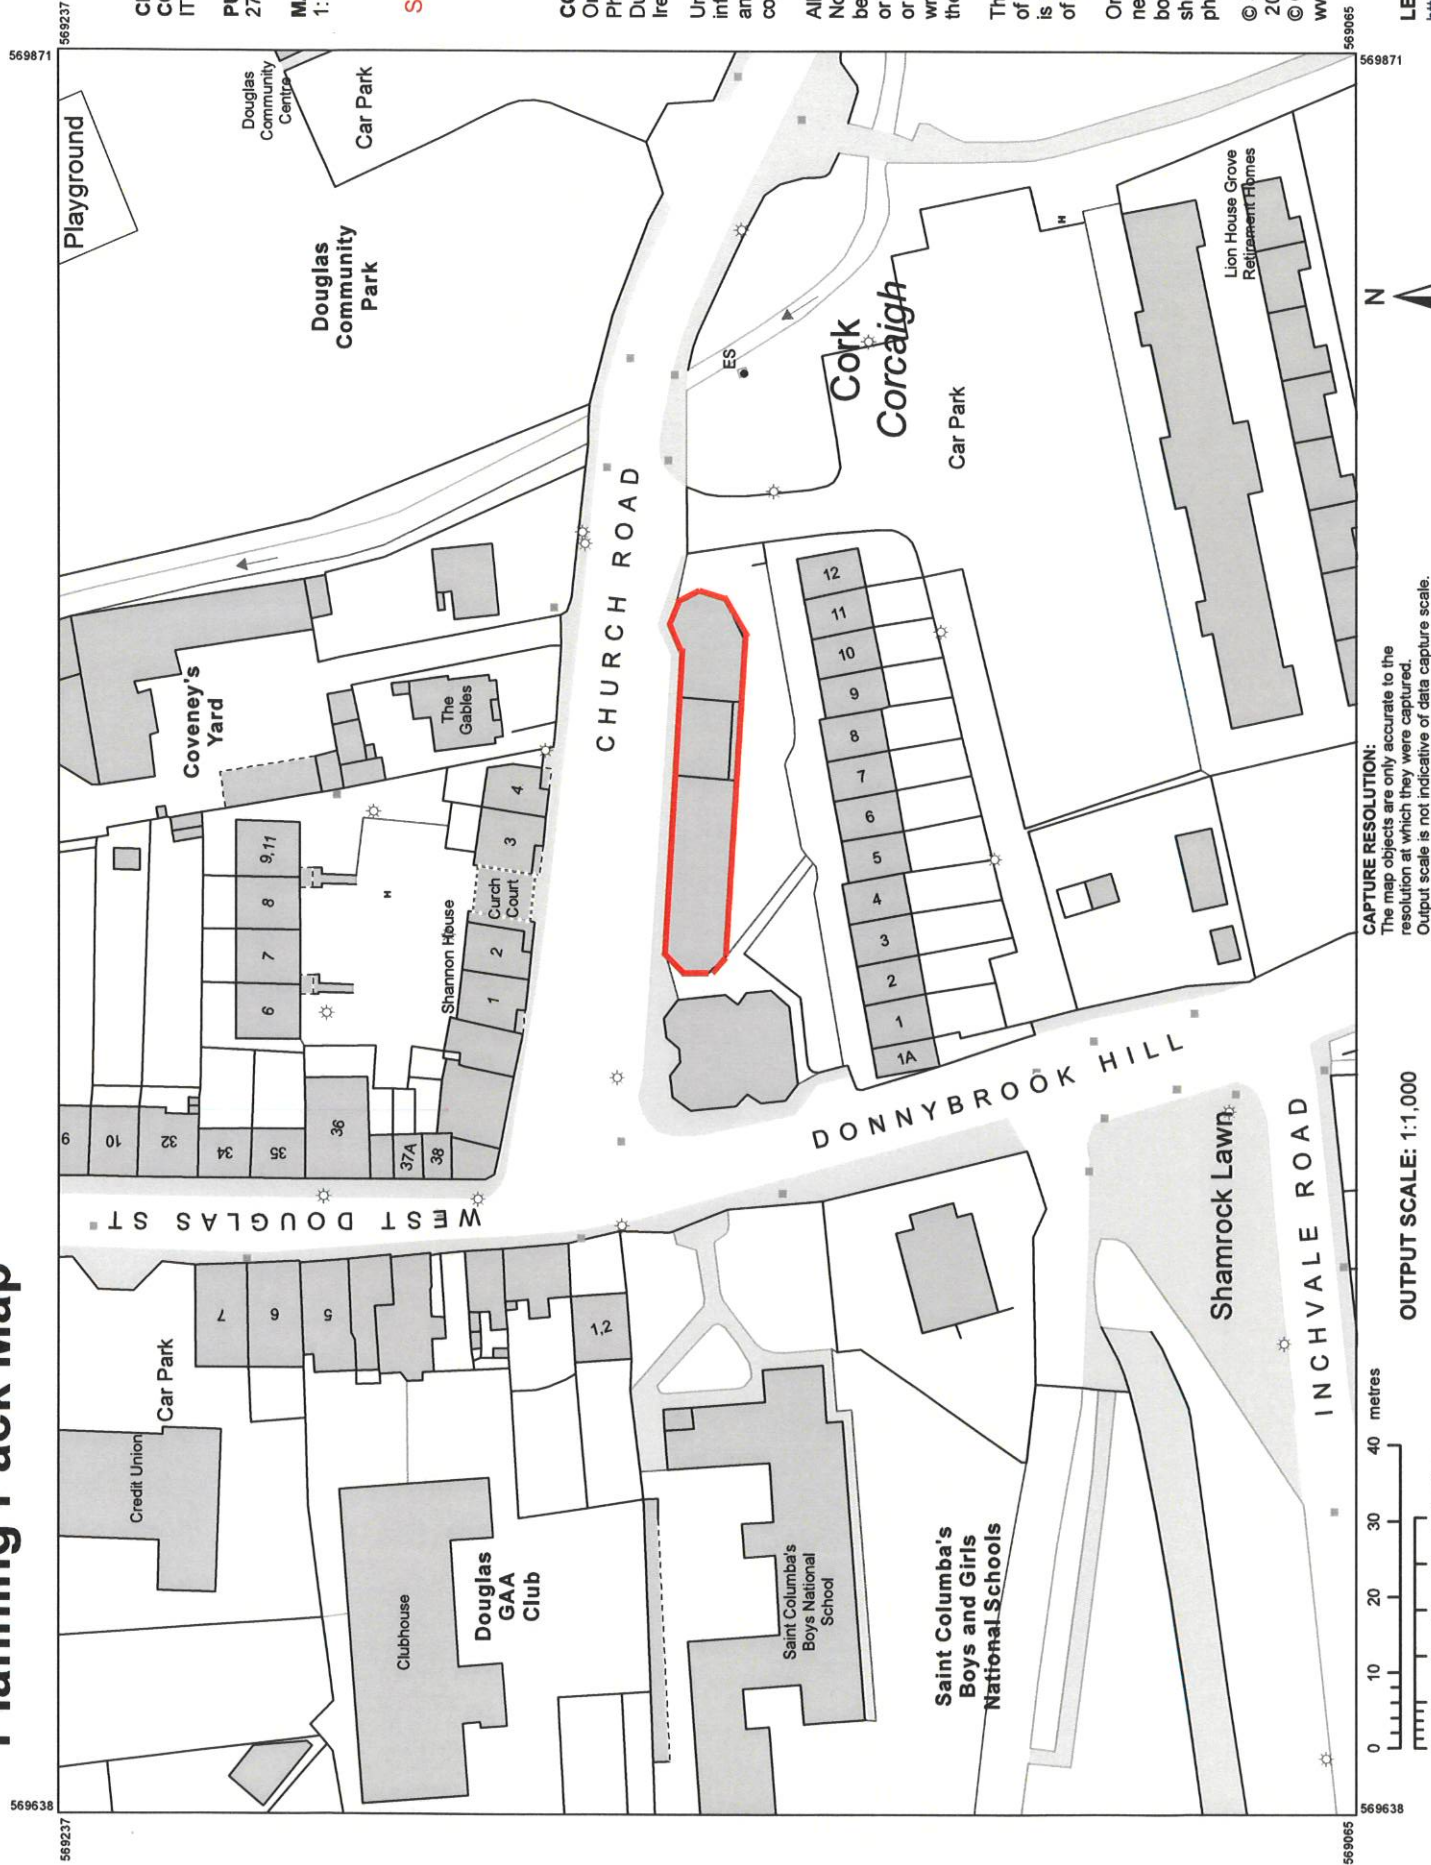 Planning Pack Map
569638
569871
569237
569237
Playground
Douglas
Community
Centre
Car Park
Douglas
Community
Park
Coveney's
Yard
The
Gables
9,11
8
7
6
H
Shannon House
4
3
Curch
Court
2
1
9
10
32
34
35
36
37A
38
WEST DOUGLAS ST
7
6
5
1,2
Car Park
Credit Union
Clubhouse
Douglas
GAA
Club
CHURCH ROAD
ES
Cork
Corcaigh
Car Park
H
Lion House Grove
Retirement Homes
12
11
10
9
8
7
6
5
4
3
2
1
1A
DONNYBROOK HILL
Saint Columba's
Boys National
School
Saint Columba's
Boys and Girls
National Schools
Shamrock Lawn
INCHVALE ROAD
569065
569065
569638
569871
0 10 20 30 40 metres
OUTPUT SCALE: 1:1,000
CAPTURE RESOLUTION:
The map objects are only accurate to the
resolution at which they were captured.
Output scale is not indicative of data capture scale.
N